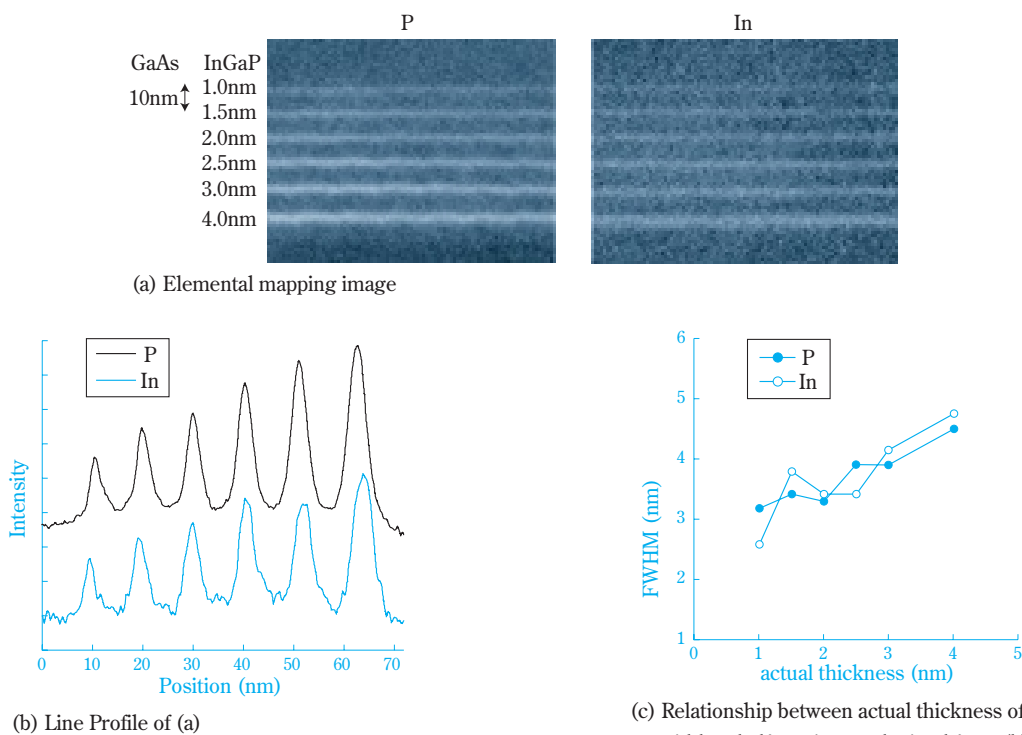 P
In
GaAs InGaP
10nm
1.0nm
1.5nm
2.0nm
2.5nm
3.0nm
4.0nm
(a) Elemental mapping image
P
In
Intensity
0 10 20 30 40 50 60 70
Position (nm)
(b) Line Profile of (a)
P
In
FWHM (nm)
6
5
4
3
2
1
0 1 2 3 4 5
actual thickness (nm)
(c) Relationship between actual thickness of